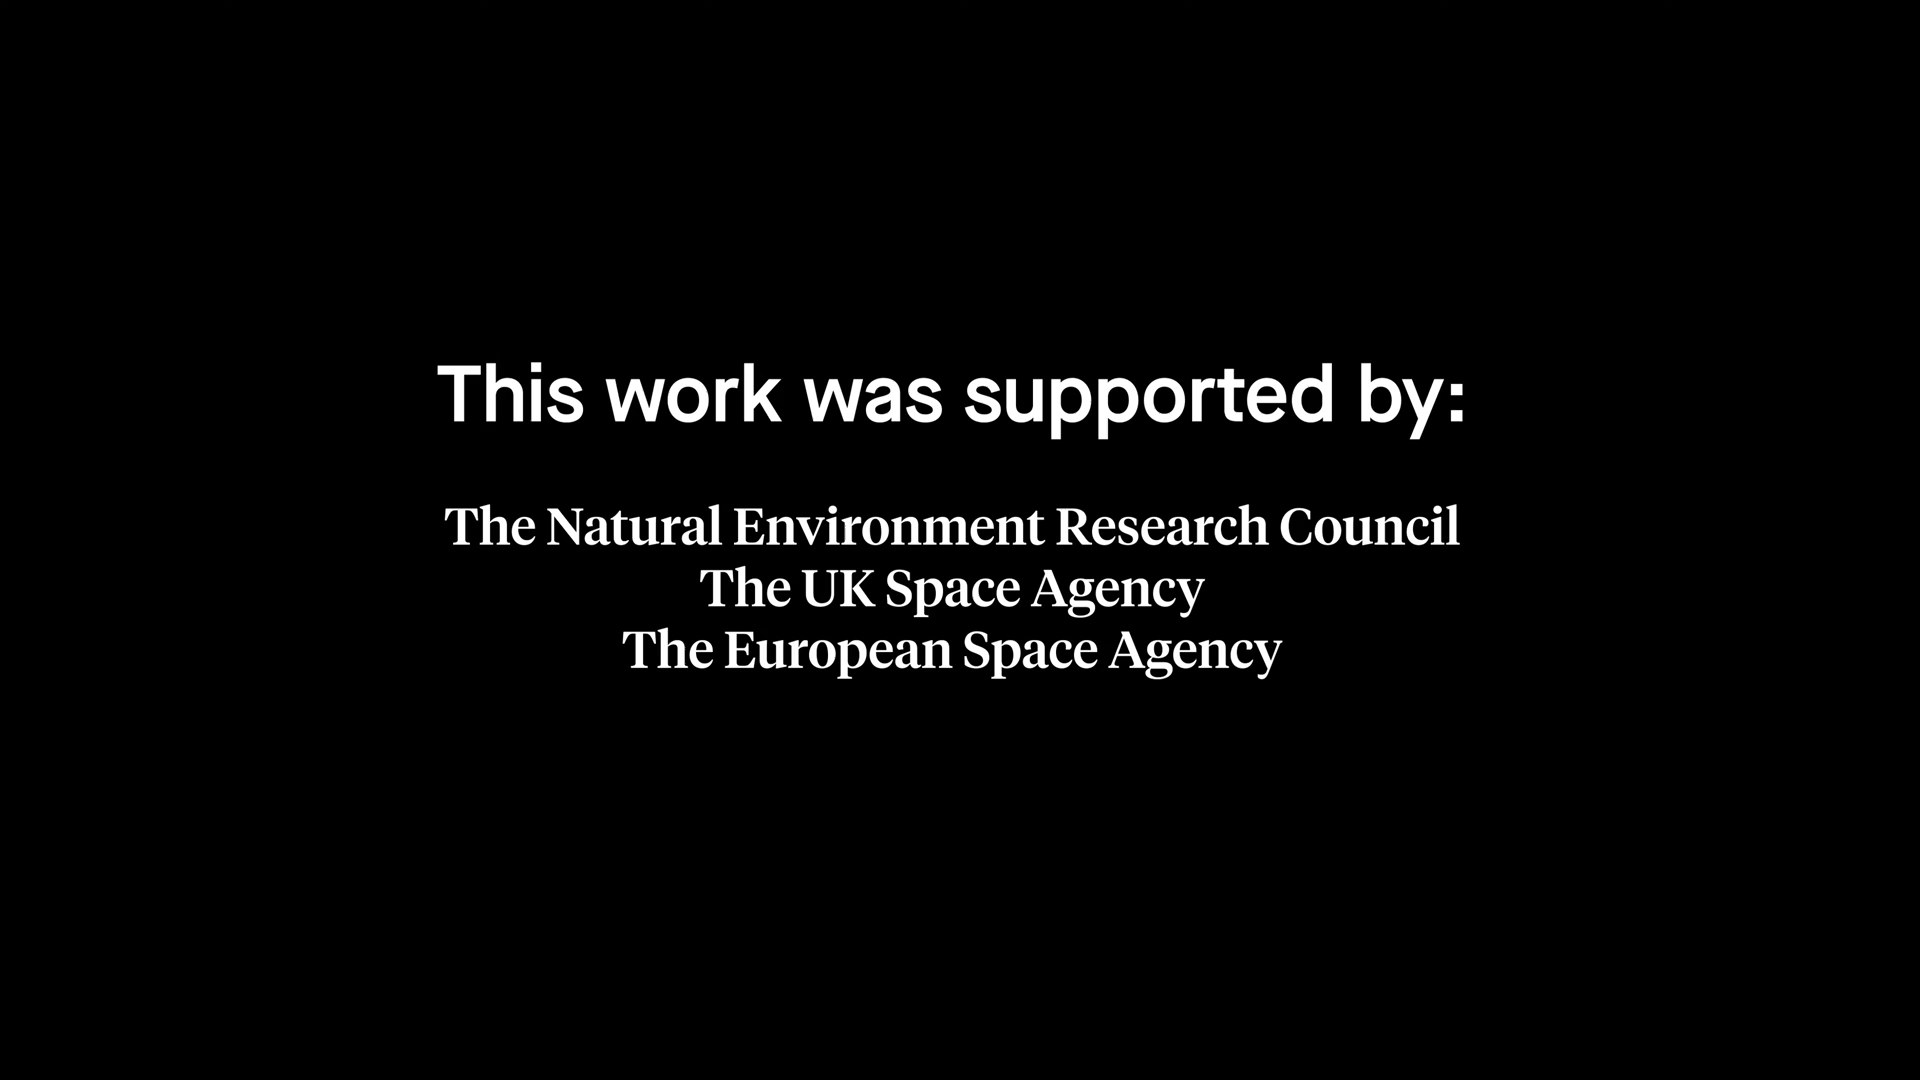 This work was supported by:
The Natural Environment Research Council
The UK Space Agency
The European Space Agency